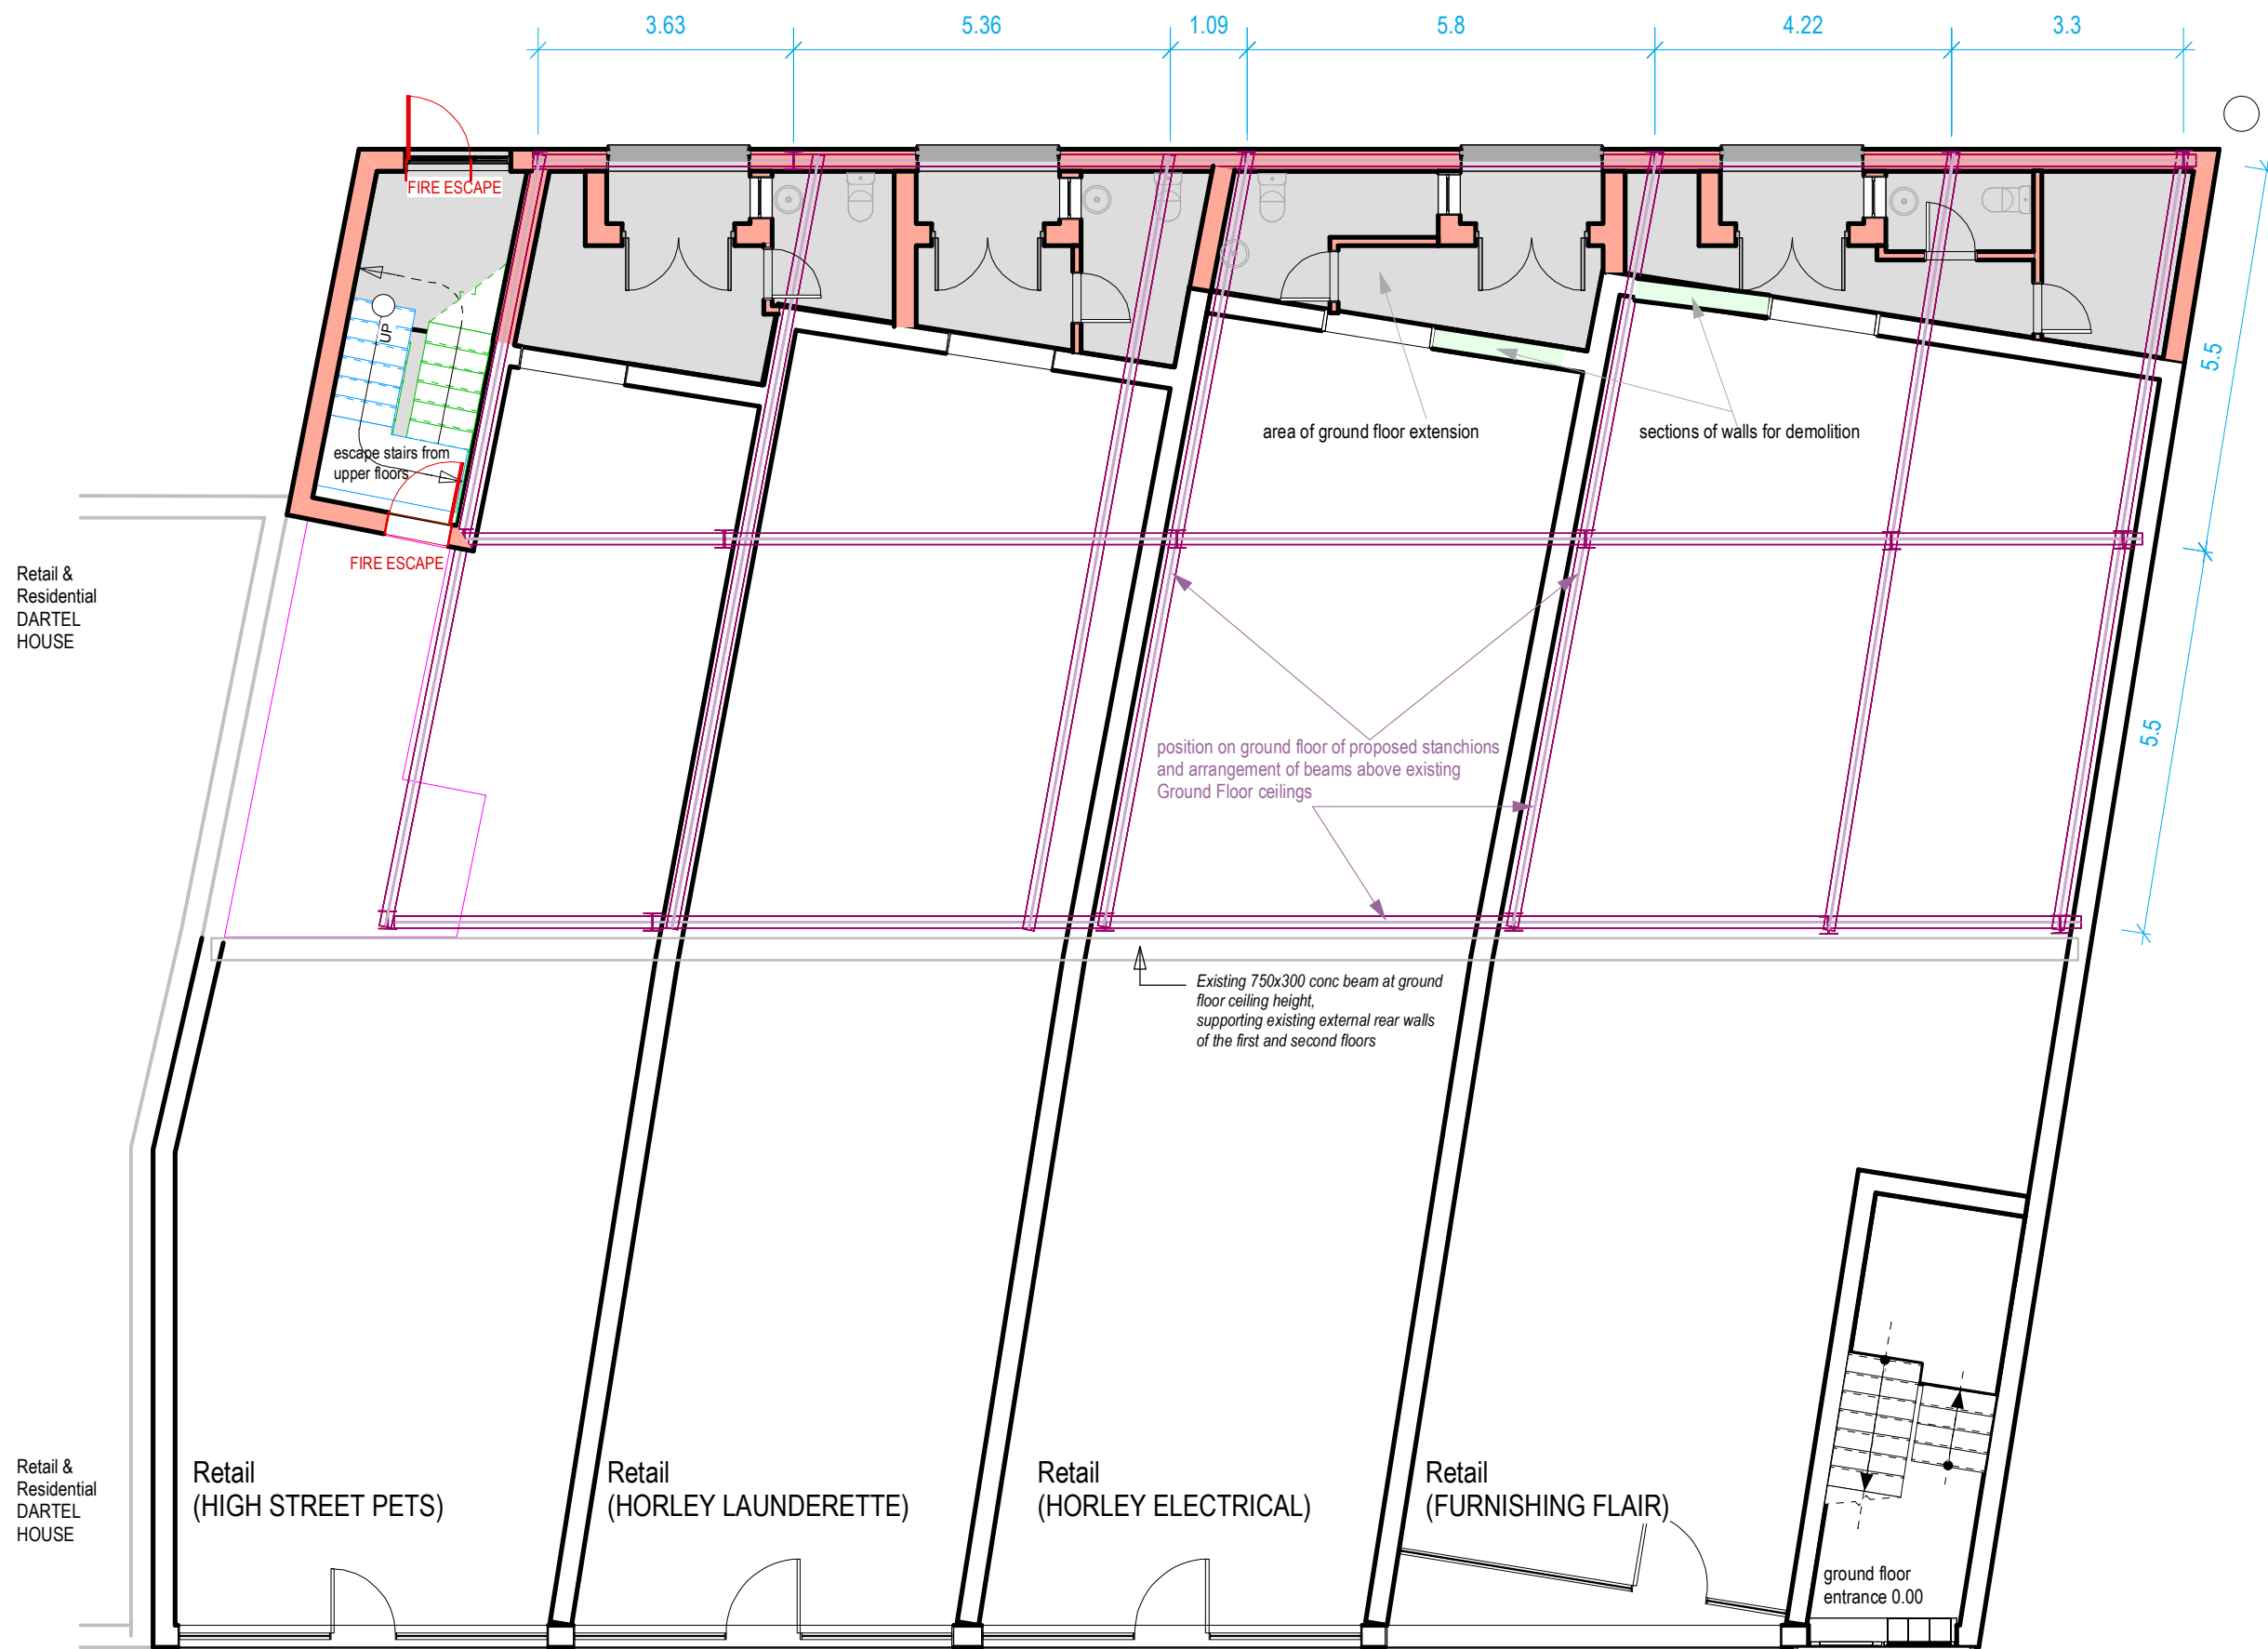 3.63
5.36
1.09
5.8
4.22
3.3
FIRE ESCAPE
UP
escape stairs from
upper floors
FIRE ESCAPE
area of ground floor extension
sections of walls for demolition
5.5
5.5
Retail &
Residential
DARTEL
HOUSE
position on ground floor of proposed stanchions
and arrangement of beams above existing
Ground Floor ceilings
Existing 750x300 conc beam at ground
floor ceiling height,
supporting existing external rear walls
of the first and second floors
Retail &
Residential
DARTEL
HOUSE
Retail
(HIGH STREET PETS)
Retail
(HORLEY LAUNDERETTE)
Retail
(HORLEY ELECTRICAL)
Retail
(FURNISHING FLAIR)
ground floor
entrance 0.00